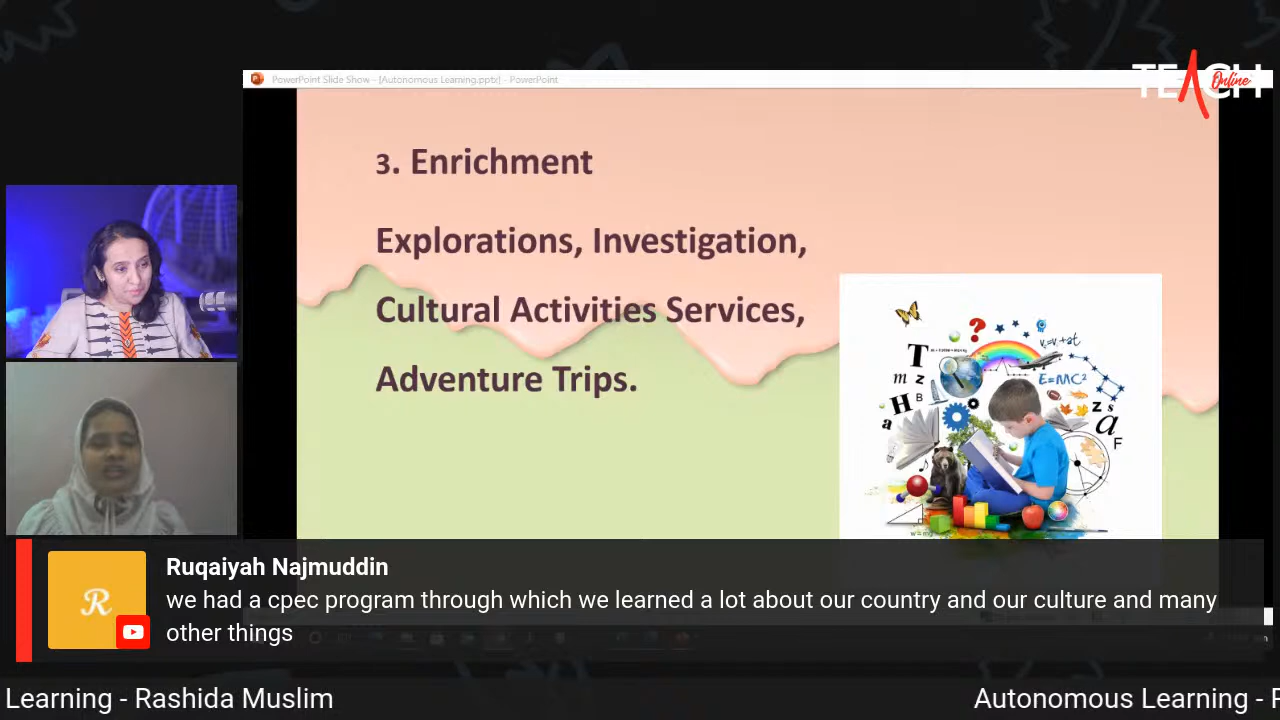 PowerPoint Slide Show - [Autonomous Learning.pptx] - PowerPoint
TEACH
Online
3. Enrichment
Explorations, Investigation,
Cultural Activities Services,
Adventure Trips.
?
T
m
z
H
B
a
E=MC²
z s
a
F
R
Ruqaiyah Najmuddin
we had a cpec program through which we learned a lot about our country and our culture and many
other things
Learning - Rashida Muslim
Autonomous Learning -